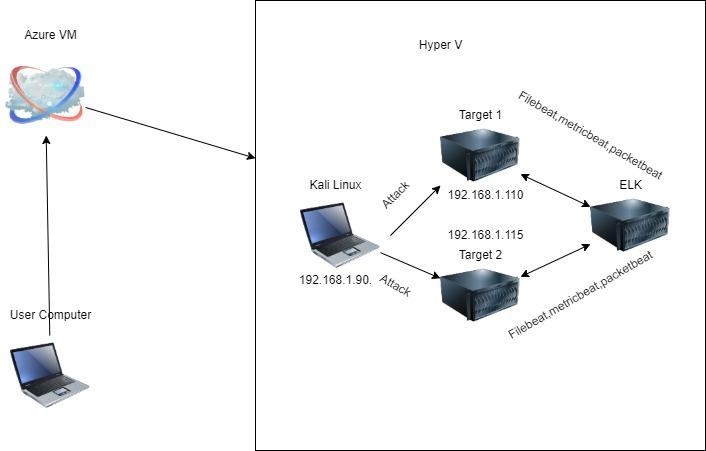 Azure VM
Hyper V
Target 1
Filebeat,metricbeat,packetbeat
Kali Linux
Attack
192.168.1.110
ELK
192.168.1.115
Target 2
192.168.1.90.
Attack
Filebeat,metricbeat,packetbeat
User Computer